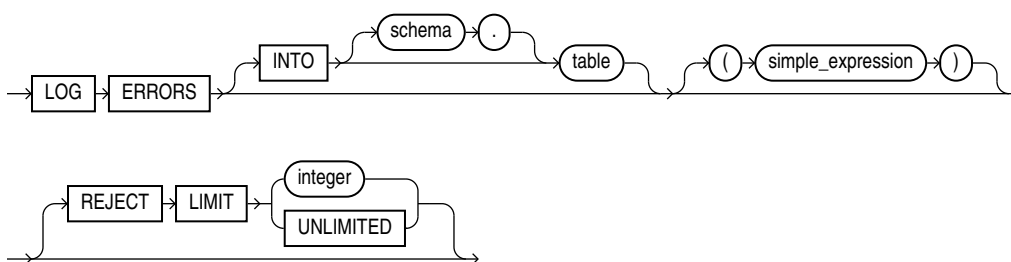 schema .
INTO table ( simple_expression )
LOG ERRORS
integer
REJECT LIMIT
UNLIMITED